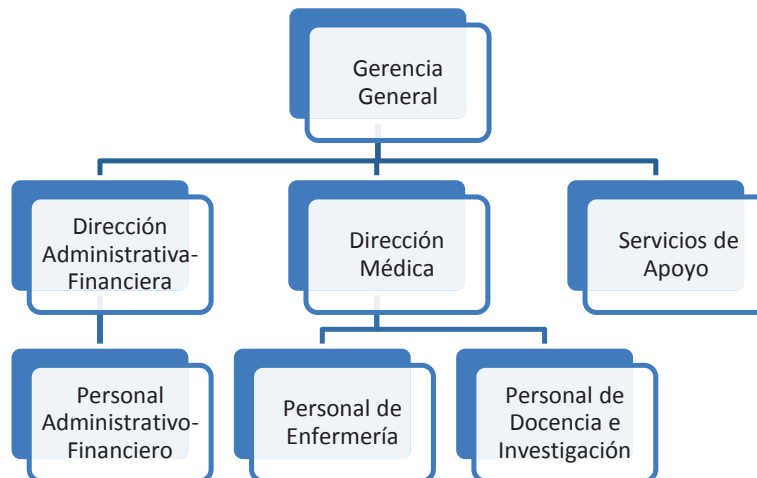 Gerencia
General
Dirección
Administrativa-
Financiera
Dirección
Médica
Servicios de
Apoyo
Personal
Administrativo-
Financiero
Personal de
Enfermería
Personal de
Docencia e
Investigación